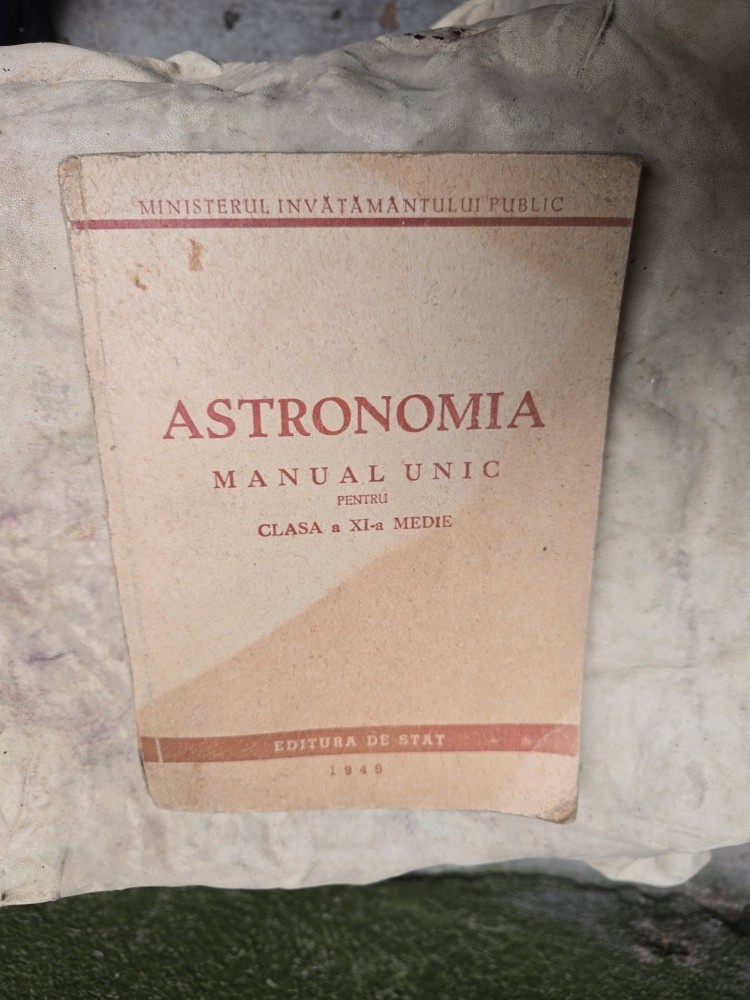 MINISTERUL INVĂȚĂMÂNTULUI PUBLIC
ASTRONOMIA
MANUAL UNIC
PENTRU
CLASA a XI-a MEDIE
EDITURA DE STAT
1949